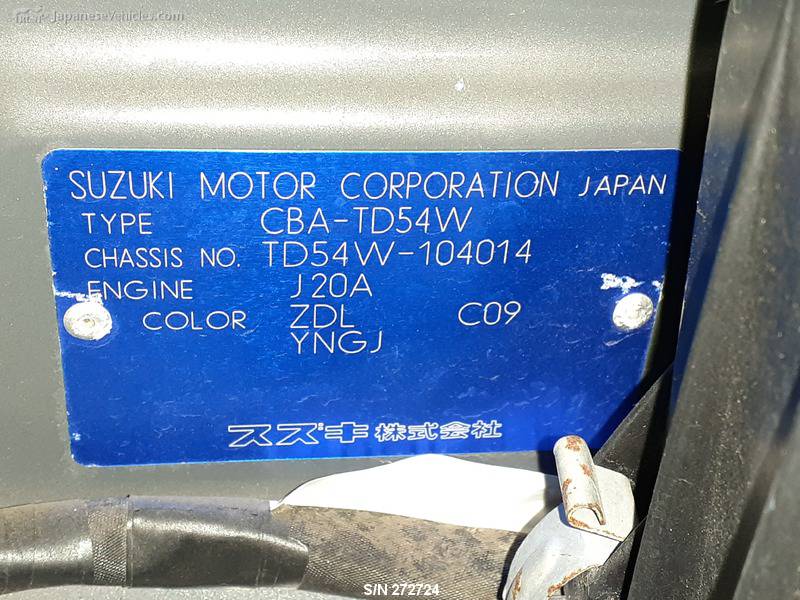 JapaneseVehicles.com
SUZUKI MOTOR CORPORATION JAPAN
TYPE CBA-TD54W
CHASSIS NO. TD54W-104014
ENGINE J20A
COLOR ZDL C09
YNGJ
スズキ株式会社
S/N 272724